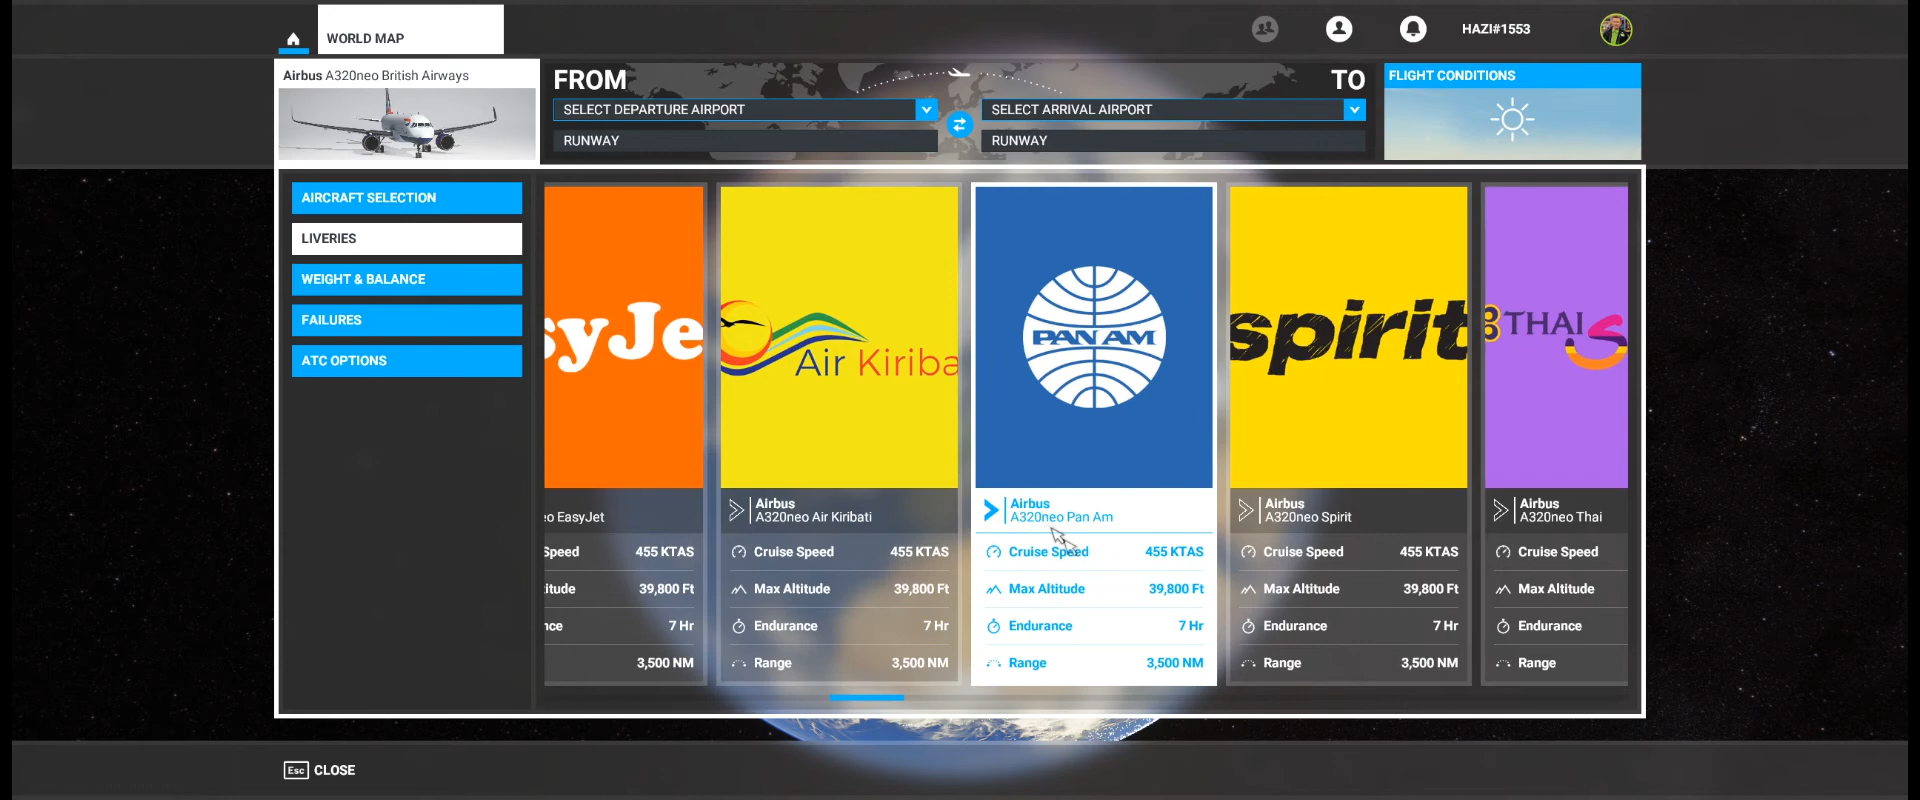 WORLD MAP
HAZI#1553
Airbus A320neo British Airways
FROM
TO
SELECT DEPARTURE AIRPORT
RUNWAY
SELECT ARRIVAL AIRPORT
RUNWAY
FLIGHT CONDITIONS
AIRCRAFT SELECTION
LIVERIES
WEIGHT & BALANCE
FAILURES
ATC OPTIONS
syJe
eo EasyJet
Speed 455 KTAS
titude 39,800 Ft
nce 7 Hr
3,500 NM
Air Kiriba
Airbus
A320neo Air Kiribati
Cruise Speed 455 KTAS
Max Altitude 39,800 Ft
Endurance 7 Hr
Range 3,500 NM
PAN AM
Airbus
A320neo Pan Am
Cruise Speed 455 KTAS
Max Altitude 39,800 Ft
Endurance 7 Hr
Range 3,500 NM
spirit
Airbus
A320neo Spirit
Cruise Speed 455 KTAS
Max Altitude 39,800 Ft
Endurance 7 Hr
Range 3,500 NM
THAI
Airbus
A320neo Thai
Cruise Speed
Max Altitude
Endurance
Range
Esc CLOSE